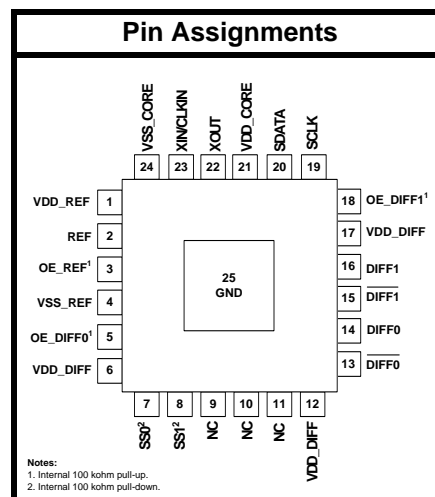 Pin Assignments
VSS_CORE
XIN/CLKIN
XOUT
VDD_CORE
SDATA
SCLK
24
23
22
21
20
19
VDD_REF 1
REF 2
OE_REF¹ 3
VSS_REF 4
OE_DIFF0¹ 5
VDD_DIFF 6
18 OE_DIFF1¹
17 VDD_DIFF
16 DIFF1
15 D̅I̅F̅F̅1̅
14 DIFF0
13 D̅I̅F̅F̅0̅
25
GND
7
8
9
10
11
12
SS0²
SS1²
NC
NC
NC
VDD_DIFF
Notes:
1. Internal 100 kohm pull-up.
2. Internal 100 kohm pull-down.